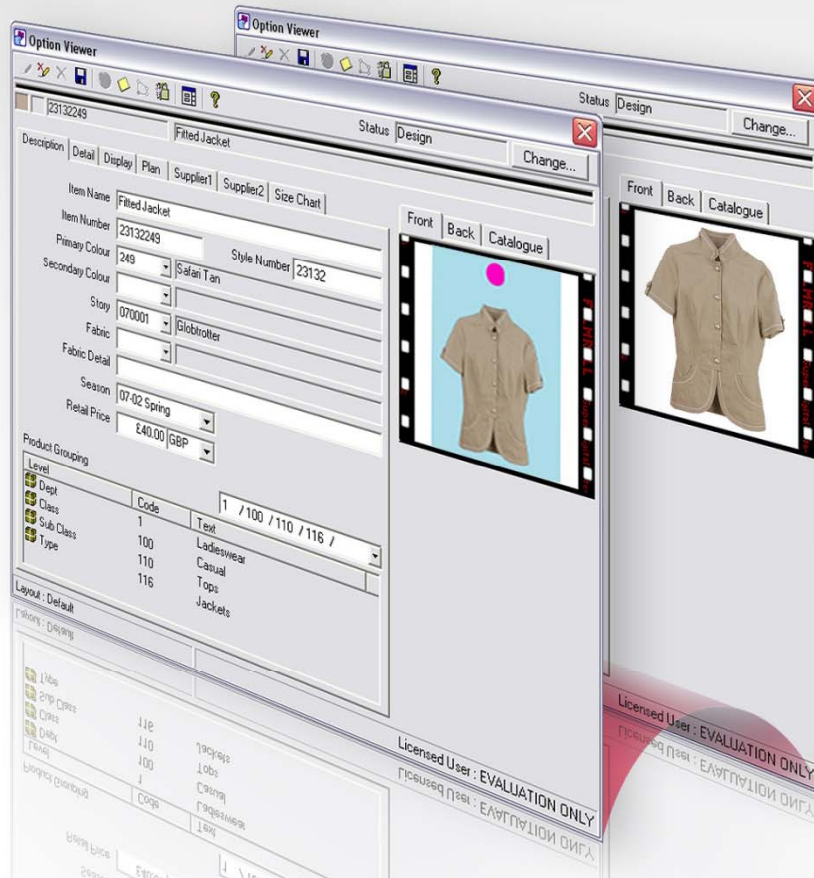 Option Viewer
Status Design Change...
Front Back Catalogue
Licensed User : EVALUATION ONLY
Option Viewer
23132249 Fitted Jacket Status Design Change...
Description Detail Display Plan Supplier1 Supplier2 Size Chart
Item Name Fitted Jacket
Item Number 23132249 Style Number 23132
Primary Colour 249 Safari Tan
Secondary Colour
Story 070001 Globtrotter
Fabric
Fabric Detail
Season 07-02 Spring
Retail Price £40.00 GBP
Product Grouping
1 /100 /110 /116 /
Level Code Text
Dept 1 Ladieswear
Class 100 Casual
Sub Class 110 Tops
Type 116 Jackets
Front Back Catalogue
Layout : Default
Licensed User : EVALUATION ONLY